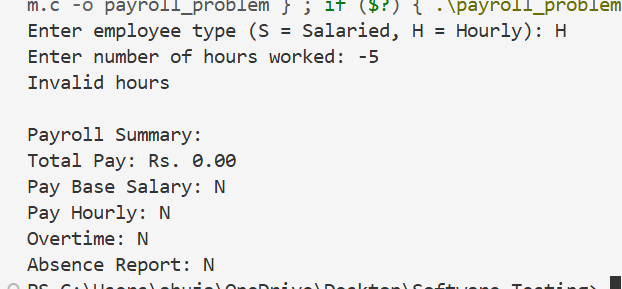 m.c -o payroll_problem } ; if ($?) { .\payroll_problem
Enter employee type (S = Salaried, H = Hourly): H
Enter number of hours worked: -5
Invalid hours
Payroll Summary:
Total Pay: Rs. 0.00
Pay Base Salary: N
Pay Hourly: N
Overtime: N
Absence Report: N
PS C:\Users\
\OneDrive\Desktop\Software Testing>